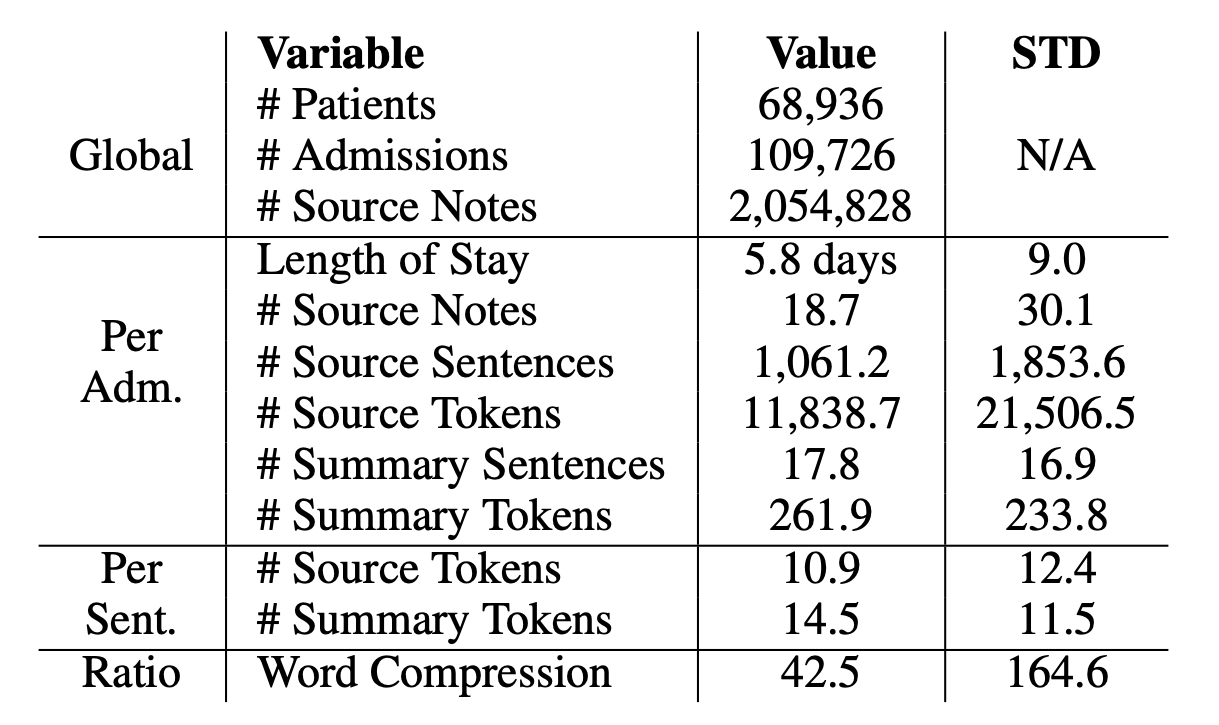 Variable Value STD
# Patients 68,936
Global # Admissions 109,726 N/A
# Source Notes 2,054,828
Length of Stay 5.8 days 9.0
# Source Notes 18.7 30.1
Per
# Source Sentences 1,061.2 1,853.6
Adm.
# Source Tokens 11,838.7 21,506.5
# Summary Sentences 17.8 16.9
# Summary Tokens 261.9 233.8
Per # Source Tokens 10.9 12.4
Sent. # Summary Tokens 14.5 11.5
Ratio Word Compression 42.5 164.6